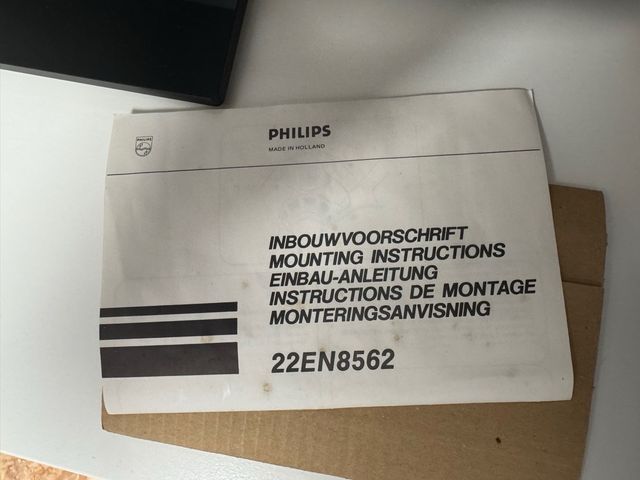 PHILIPS
PHILIPS
MADE IN HOLLAND
INBOUWVOORSCHRIFT
MOUNTING INSTRUCTIONS
EINBAU-ANLEITUNG
INSTRUCTIONS DE MONTAGE
MONTERINGSANVISNING
22EN8562